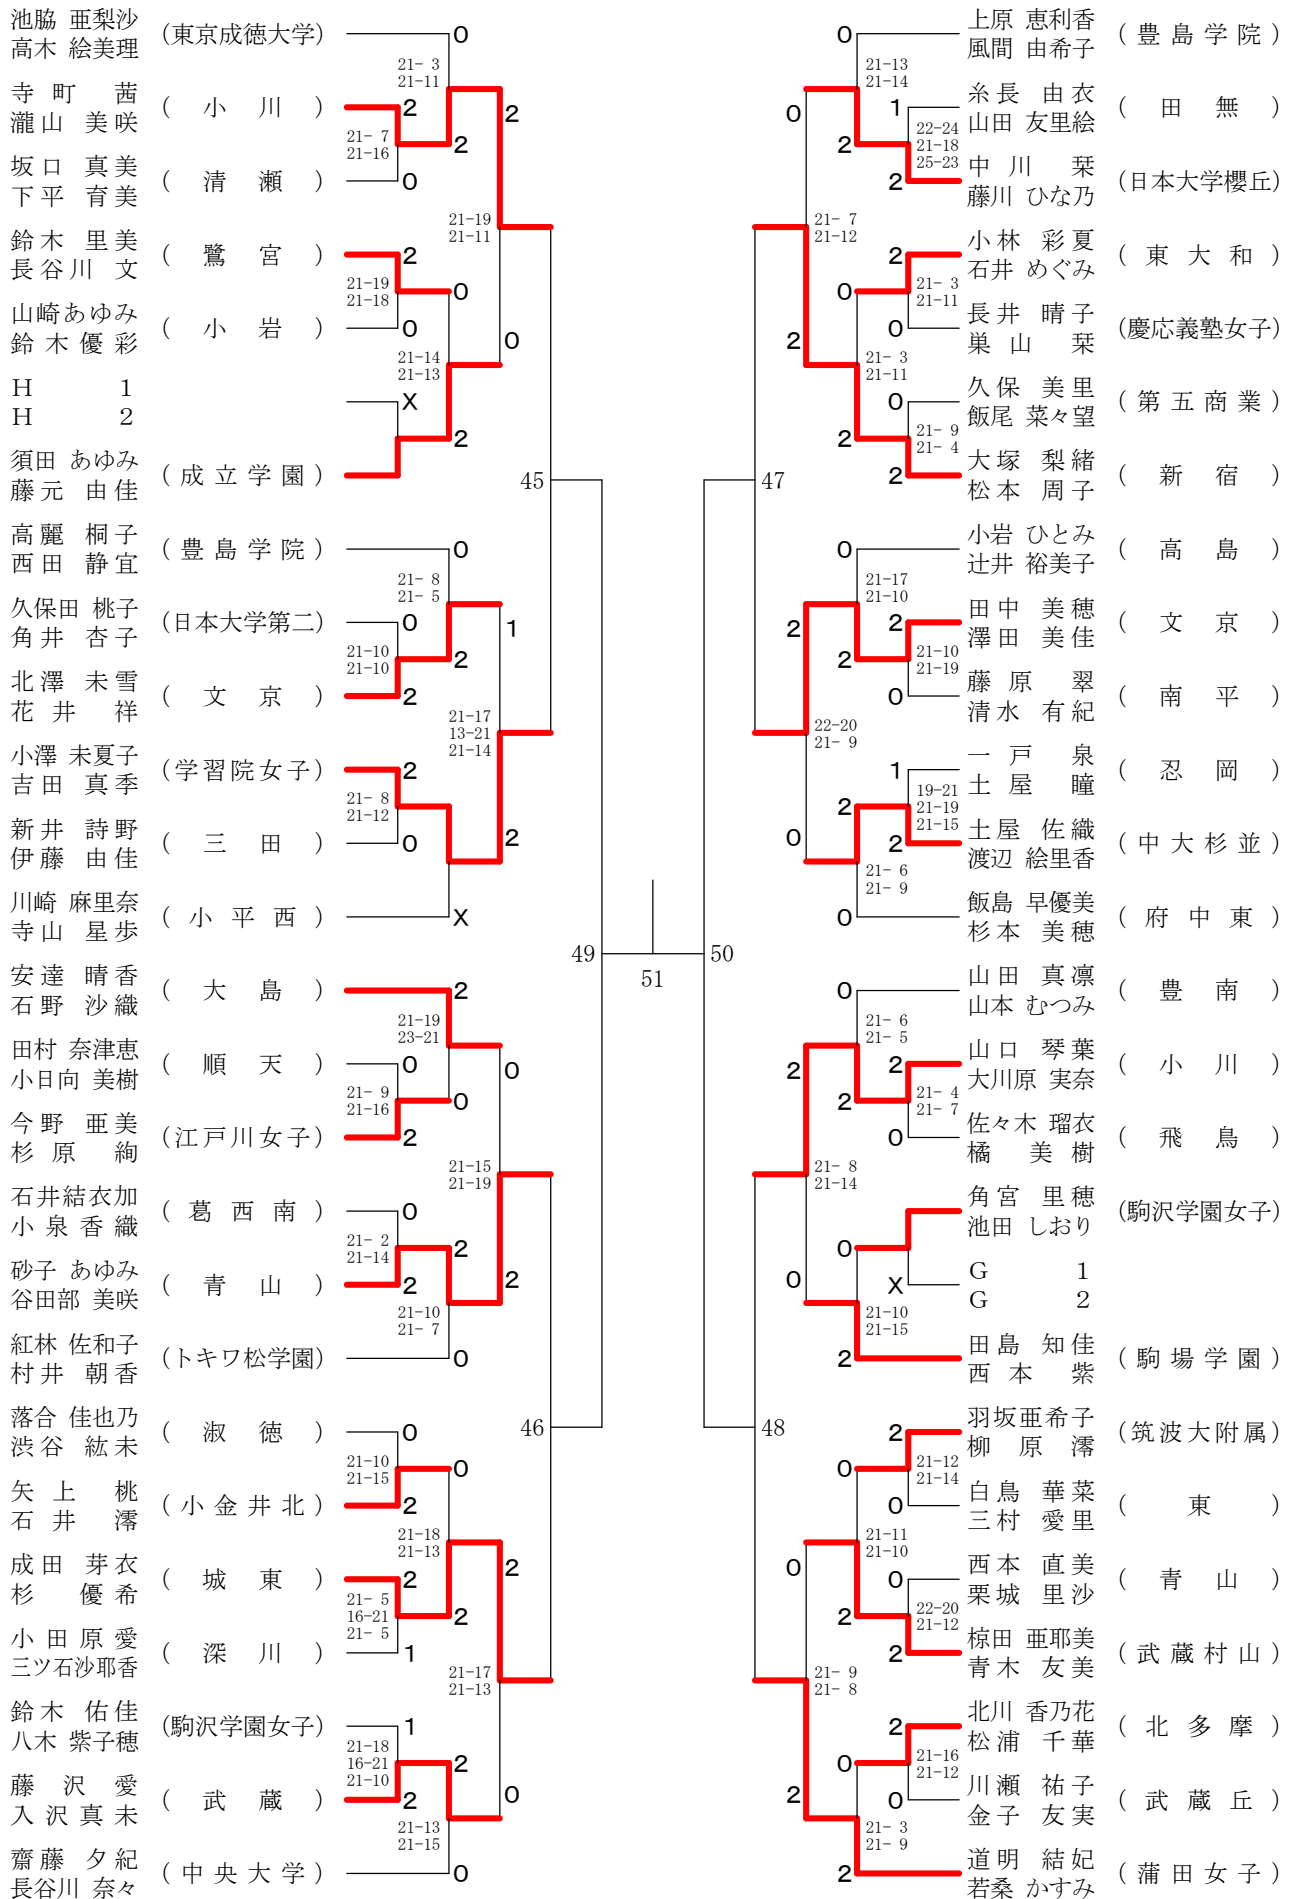 池脇 亜梨沙
高木 絵美理
(東京成徳大学)
0
21- 3
21-11
寺町 茜
瀧山 美咲
( 小川 )
2
2
21- 7
21-16
2
坂口 真美
下平 育美
( 清瀬 )
0
21-19
21-11
鈴木 里美
長谷川 文
( 鷺宮 )
2
21-19
21-18
0
山崎あゆみ
鈴木優彩
( 小岩 )
0
0
21-14
21-13
H 1
H 2
X
2
須田 あゆみ
藤元 由佳
( 成立学園 )
45
高麗 桐子
西田 静宜
( 豊島学院 )
0
21- 8
21- 5
久保田 桃子
角井 杏子
(日本大学第二)
0
1
21-10
21-10
2
北澤 未雪
花井 祥
( 文京 )
2
21-17
13-21
21-14
小澤 未夏子
吉田 真季
(学習院女子)
2
21- 8
21-12
新井 詩野
伊藤 由佳
( 三田 )
0
2
川崎 麻里奈
寺山 星歩
( 小平西 )
X
49
51
50
安達 晴香
石野 沙織
( 大島 )
2
21-19
23-21
田村 奈津恵
小日向 美樹
( 順天 )
0
0
21- 9
21-16
0
今野 亜美
杉原 絢
(江戸川女子)
2
21-15
21-19
石井結衣加
小泉香織
( 葛西南 )
0
21- 2
21-14
2
砂子 あゆみ
谷田部 美咲
( 青山 )
2
2
21-10
21- 7
紅林 佐和子
村井 朝香
(トキワ松学園)
0
落合 佳也乃
渋谷 紘未
( 淑徳 )
0
46
21-10
21-15
0
矢上 桃
石井 澪
( 小金井北 )
2
21-18
21-13
成田 芽衣
杉 優希
( 城東 )
2
2
21- 5
16-21
21- 5
2
小田原愛
三ツ石沙耶香
( 深川 )
1
21-17
21-13
鈴木 佑佳
八木 紫子穂
(駒沢学園女子)
1
21-18
16-21
21-10
2
藤沢愛
入沢真未
( 武蔵 )
2
0
21-13
21-15
齋藤 夕紀
長谷川 奈々
( 中央大学 )
0
0
上原 恵利香
風間 由希子
( 豊島学院 )
21-13
21-14
0
1
糸長 由衣
山田 友里絵
( 田無 )
22-24
21-18
25-23
2
2
中川 栞
藤川 ひな乃
(日本大学櫻丘)
21- 7
21-12
2
小林 彩夏
石井 めぐみ
( 東大和 )
0
21- 3
21-11
0
長井 晴子
巣山 栞
(慶応義塾女子)
2
21- 3
21-11
0
久保 美里
飯尾 菜々望
( 第五商業 )
2
21- 9
21- 4
2
大塚 梨緒
松本 周子
( 新宿 )
47
0
小岩 ひとみ
辻井 裕美子
( 高島 )
21-17
21-10
2
2
田中 美穂
澤田 美佳
( 文京 )
2
21-10
21-19
0
藤原 翠
清水 有紀
( 南平 )
22-20
21- 9
1
一戸 泉
土屋 瞳
( 忍岡 )
2
19-21
21-19
21-15
0
2
土屋 佐織
渡辺 絵里香
( 中大杉並 )
21- 6
21- 9
0
飯島 早優美
杉本 美穂
( 府中東 )
0
山田 真凛
山本 むつみ
( 豊南 )
21- 6
21- 5
2
2
山口 琴葉
大川原 実奈
( 小川 )
2
21- 4
21- 7
0
佐々木 瑠衣
橘 美樹
( 飛鳥 )
21- 8
21-14
角宮 里穂
池田 しおり
(駒沢学園女子)
0
0
X
G 1
G 2
21-10
21-15
2
田島 知佳
西本 紫
( 駒場学園 )
48
2
羽坂亜希子
柳原 澪
(筑波大附属)
0
21-12
21-14
0
白鳥 華菜
三村 愛里
( 東 )
21-11
21-10
0
0
西本 直美
栗城 里沙
( 青山 )
2
22-20
21-12
2
椋田 亜耶美
青木 友美
( 武蔵村山 )
21- 9
21- 8
2
北川 香乃花
松浦 千華
( 北多摩 )
0
21-16
21-12
2
0
川瀬 祐子
金子 友実
( 武蔵丘 )
21- 3
21- 9
2
道明 結妃
若桑 かすみ
( 蒲田女子 )